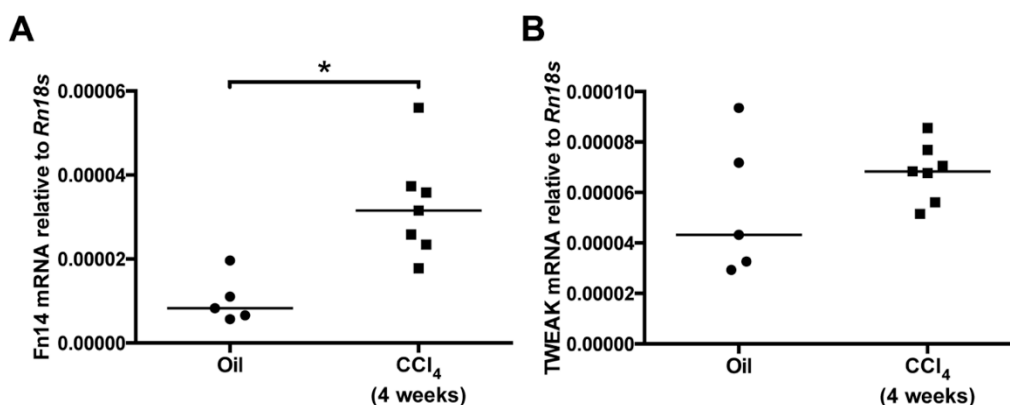 A
Fn14 mRNA relative to Rn18s
*
0.00006
0.00004
0.00002
0.00000
Oil
CCl₄
(4 weeks)
B
TWEAK mRNA relative to Rn18s
0.00010
0.00008
0.00006
0.00004
0.00002
0.00000
Oil
CCl₄
(4 weeks)